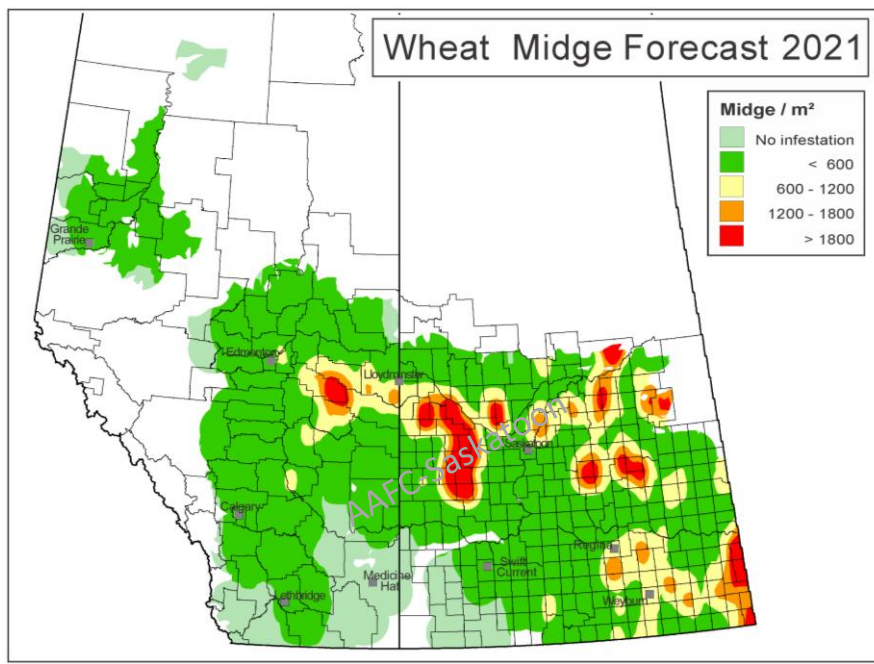 Wheat Midge Forecast 2021
Midge / m²
No infestation
< 600
600 - 1200
1200 - 1800
> 1800
Grande
Prairie
Edmonton
Lloydminster
AAFC-Saskatoon
Saskatoon
Calgary
Regina
Swift
Current
Medicine
Hat
Lethbridge
Weyburn